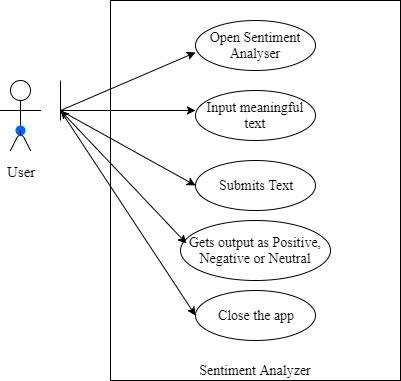 Open Sentiment
Analyser
Input meaningful
text
User
Submits Text
Gets output as Positive,
Negative or Neutral
Close the app
Sentiment Analyzer